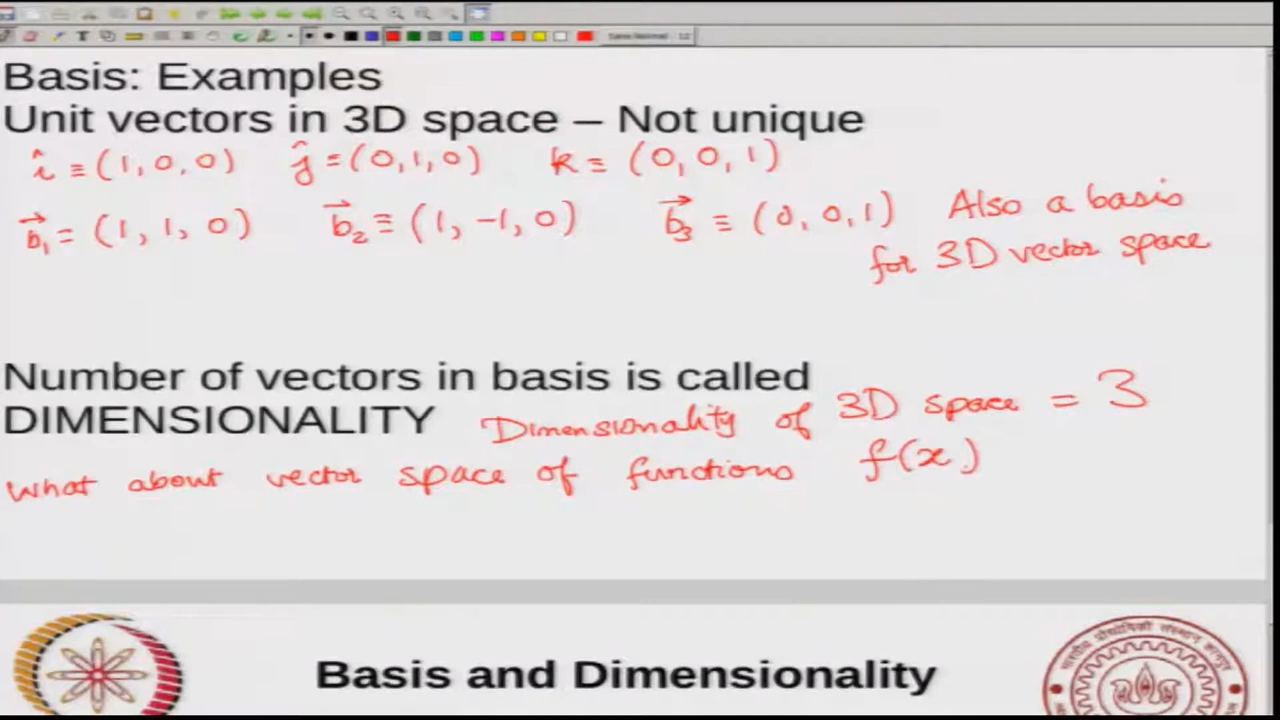 Basis: Examples
Unit vectors in 3D space – Not unique
î ≡ (1, 0, 0) ĵ ≡ (0, 1, 0) k ≡ (0, 0, 1)
b⃗₁ ≡ (1, 1, 0) b⃗₂ ≡ (1, -1, 0) b⃗₃ ≡ (0, 0, 1) Also a basis
for 3D vector space
Number of vectors in basis is called
DIMENSIONALITY Dimensionality of 3D space = 3
What about vector space of functions f(x)
Basis and Dimensionality